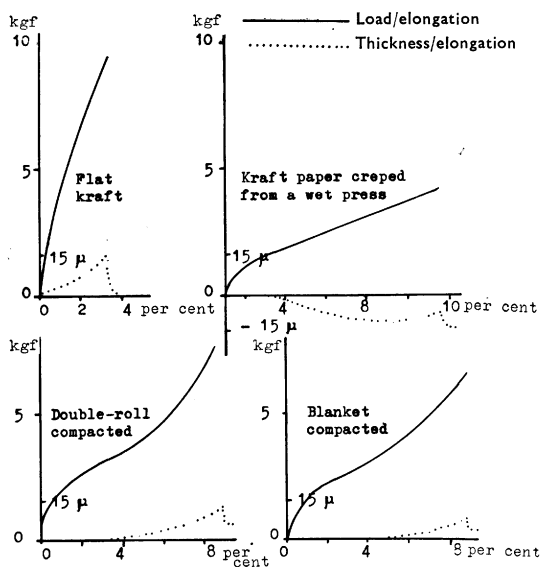 kgf
10
5
0
Flat
kraft
15 μ
0
2
4
per cent
kgf
10
5
0
Load/elongation
Thickness/elongation
Kraft paper creped
from a wet press
15 μ
- 15 μ
4
8
10
per cent
kgf
5
0
Double-roll
compacted
15 μ
0
4
8
per
cent
kgf
5
0
Blanket
compacted
15 μ
0
4
8
per cent